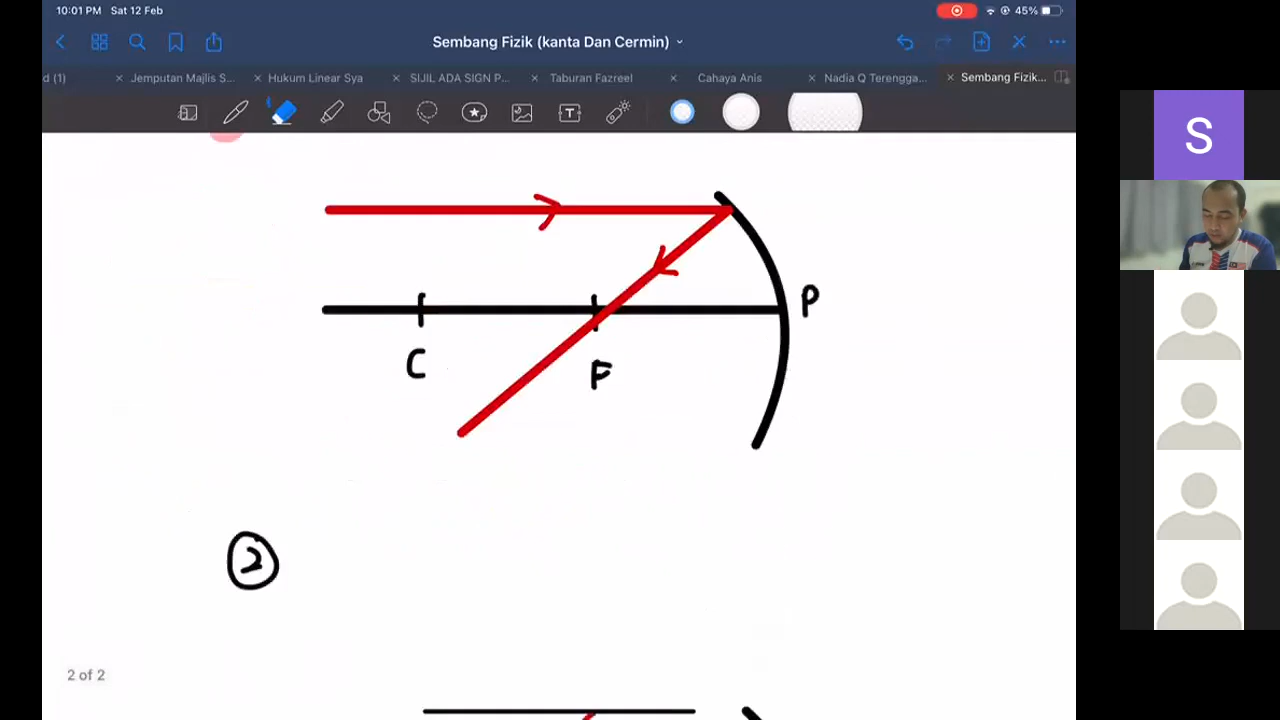 10:01 PM Sat 12 Feb
45%
Sembang Fizik (kanta Dan Cermin)
d (1)
Jemputan Majlis S...
Hukum Linear Sya
SIJIL ADA SIGN P...
Taburan Fazreel
Cahaya Anis
Nadia Q Terengga...
Sembang Fizik...
T
S
P
C
F
2
2 of 2